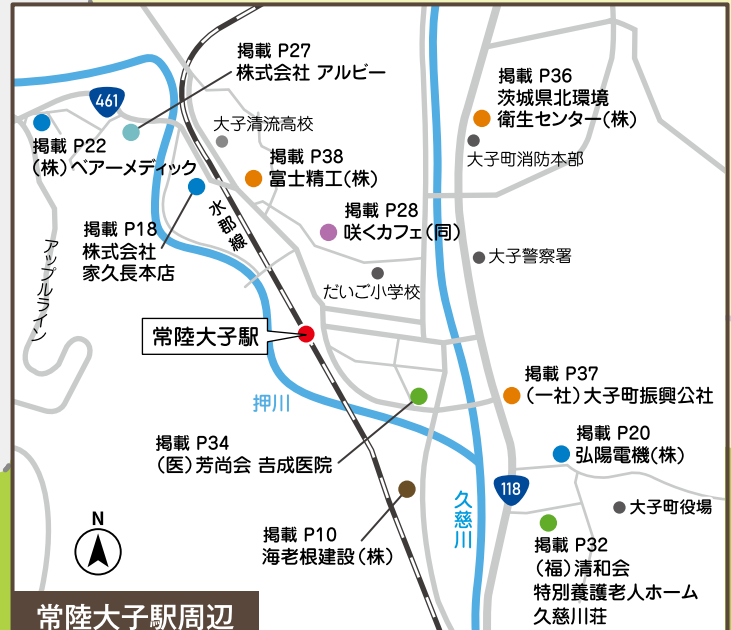 掲載 P27
株式会社 アルビー
461
掲載 P22
(株)ベアーメディック
大子清流高校
掲載 P38
富士精工(株)
掲載 P36
茨城県北環境
衛生センター(株)
大子町消防本部
掲載 P18
株式会社
家久長本店
水郡線
掲載 P28
咲くカフェ(同)
大子警察署
アップルライン
だいご小学校
常陸大子駅
押川
掲載 P37
(一社)大子町振興公社
掲載 P34
(医)芳尚会 吉成医院
掲載 P20
弘陽電機(株)
118
久慈川
大子町役場
掲載 P10
海老根建設(株)
掲載 P32
(福)清和会
特別養護老人ホーム
久慈川荘
N
常陸大子駅周辺